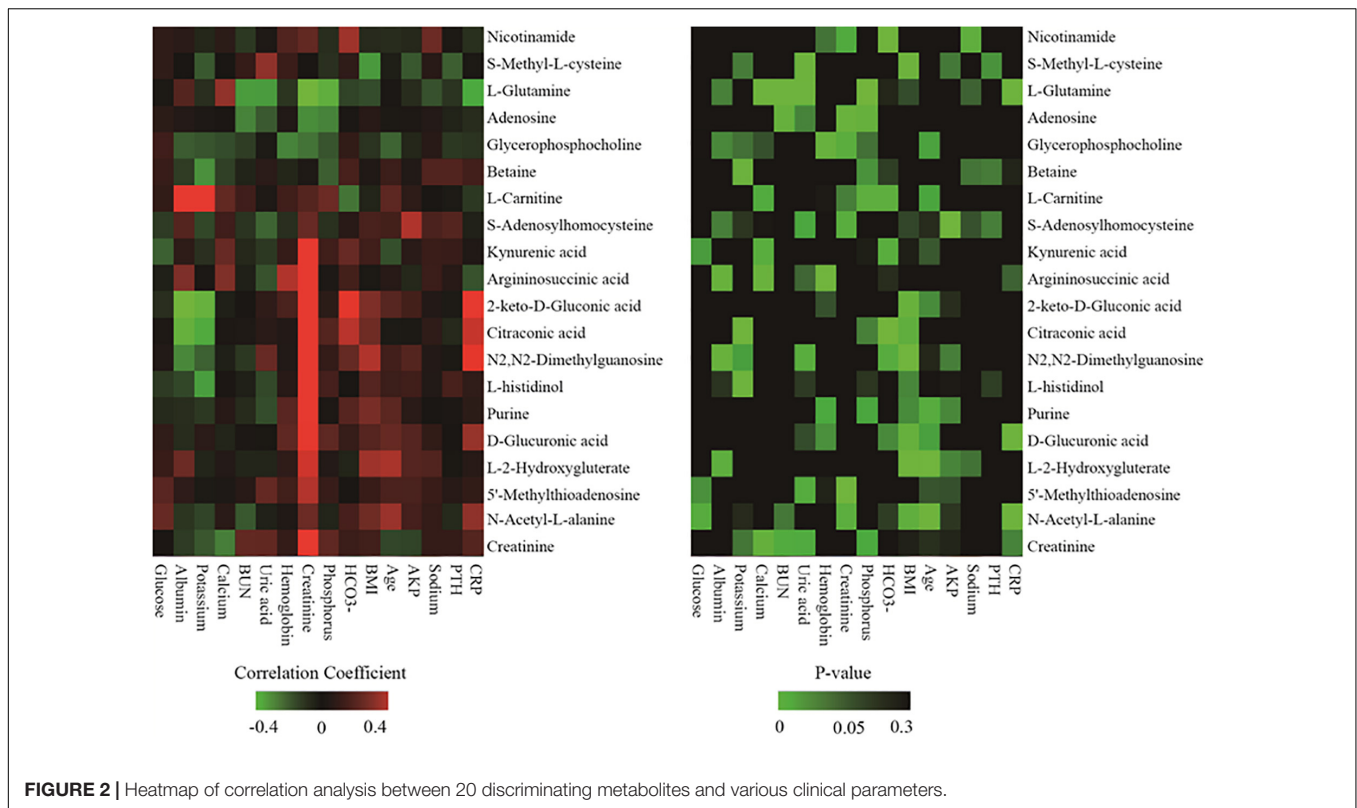 Nicotinamide
S-Methyl-L-cysteine
L-Glutamine
Adenosine
Glycerophosphocholine
Betaine
L-Carnitine
S-Adenosylhomocysteine
Kynurenic acid
Argininosuccinic acid
2-keto-D-Gluconic acid
Citraconic acid
N2,N2-Dimethylguanosine
L-histidinol
Purine
D-Glucuronic acid
L-2-Hydroxygluterate
5'-Methylthioadenosine
N-Acetyl-L-alanine
Creatinine
Glucose
Albumin
Potassium
Calcium
BUN
Uric acid
Hemoglobin
Creatinine
Phosphorus
HCO3-
BMI
Age
AKP
Sodium
PTH
CRP
Correlation Coefficient
-0.4 0 0.4
Nicotinamide
S-Methyl-L-cysteine
L-Glutamine
Adenosine
Glycerophosphocholine
Betaine
L-Carnitine
S-Adenosylhomocysteine
Kynurenic acid
Argininosuccinic acid
2-keto-D-Gluconic acid
Citraconic acid
N2,N2-Dimethylguanosine
L-histidinol
Purine
D-Glucuronic acid
L-2-Hydroxygluterate
5'-Methylthioadenosine
N-Acetyl-L-alanine
Creatinine
Glucose
Albumin
Potassium
Calcium
BUN
Uric acid
Hemoglobin
Creatinine
Phosphorus
HCO3-
BMI
Age
AKP
Sodium
PTH
CRP
P-value
0 0.05 0.3
FIGURE 2 | Heatmap of correlation analysis between 20 discriminating metabolites and various clinical parameters.